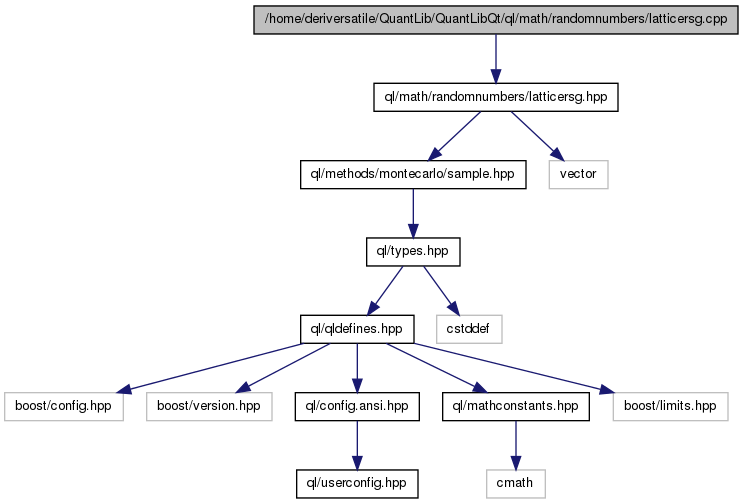 /home/deriversatile/QuantLib/QuantLibQt/ql/math/randomnumbers/latticersg.cpp
ql/math/randomnumbers/latticersg.hpp
ql/methods/montecarlo/sample.hpp
vector
ql/types.hpp
ql/qldefines.hpp
cstddef
boost/config.hpp
boost/version.hpp
ql/config.ansi.hpp
ql/mathconstants.hpp
boost/limits.hpp
ql/userconfig.hpp
cmath